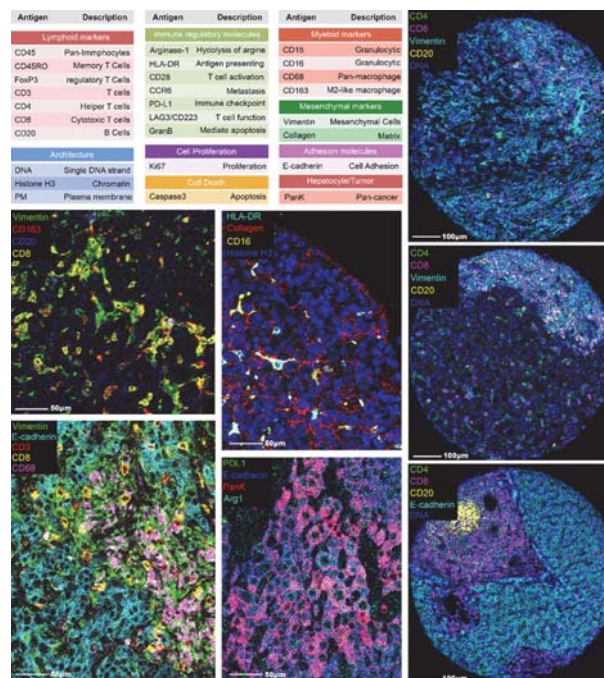 Antigen Description
Lymphoid markers
CD45 Pan-Immphocytes
CD45RO Memory T Cells
FoxP3 regulatory T cells
CD3 T cells
CD4 Helper T cells
CD8 Cytotoxic T cells
CD20 B Cells
Architecture
DNA Single DNA strand
Histone H3 Chromatin
PM Plasma membrane
Antigen Description
Immune regulatory molecules
Arginase-1 Hydolysis of argine
HLA-DR Antigen presenting
CD28 T cell activation
CCR6 Metastasis
PD-L1 Immune checkpoint
LAG3/CD223 T cell function
GranB Mediate apoptosis
Cell Proliferation
Ki67 Proliferation
Cell Death
Caspase3 Apoptosis
Antigen Description
Myeloid markers
CD15 Granulocytic
CD16 Granulocytic
CD68 Pan-macrophage
CD163 M2-like macrophage
Mesenchymal markers
Vimentin Mesenchymal Cells
Collagen Matrix
Adhesion molecules
E-cadherin Cell Adhesion
Hepatocyte/Tumor
PanK Pan-cancer
CD4
CD8
Vimentin
CD20
DNA
100μm
Vimentin
CD163
CD20
CD8
50μm
HLA-DR
Collagen
CD16
Histone H3
50μm
CD4
CD8
Vimentin
CD20
DNA
100μm
Vimentin
E-cadherin
CD3
CD8
CD68
50μm
PDL1
E-cadherin
PanK
Arg1
50μm
CD4
CD8
CD20
E-cadherin
DNA
100μm